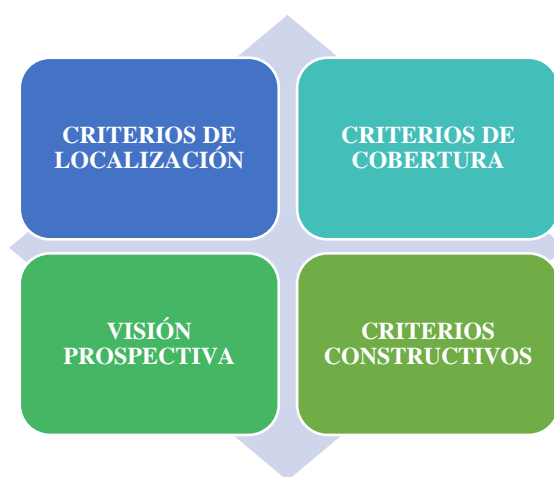 CRITERIOS DE
LOCALIZACIÓN
CRITERIOS DE
COBERTURA
VISIÓN
PROSPECTIVA
CRITERIOS
CONSTRUCTIVOS